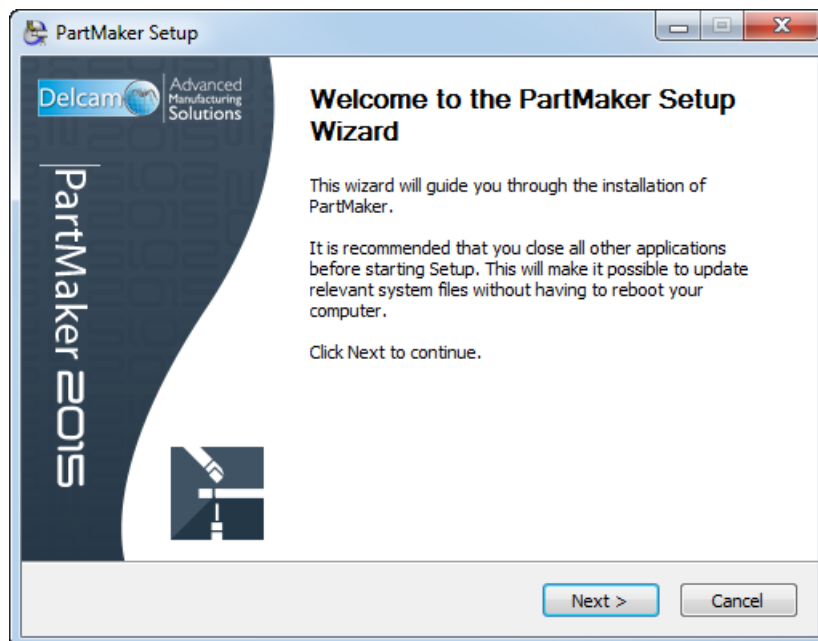 PartMaker Setup
Delcam
Advanced
Manufacturing
Solutions
PartMaker 2015
Welcome to the PartMaker Setup
Wizard
This wizard will guide you through the installation of
PartMaker.
It is recommended that you close all other applications
before starting Setup. This will make it possible to update
relevant system files without having to reboot your
computer.
Click Next to continue.
Next >
Cancel